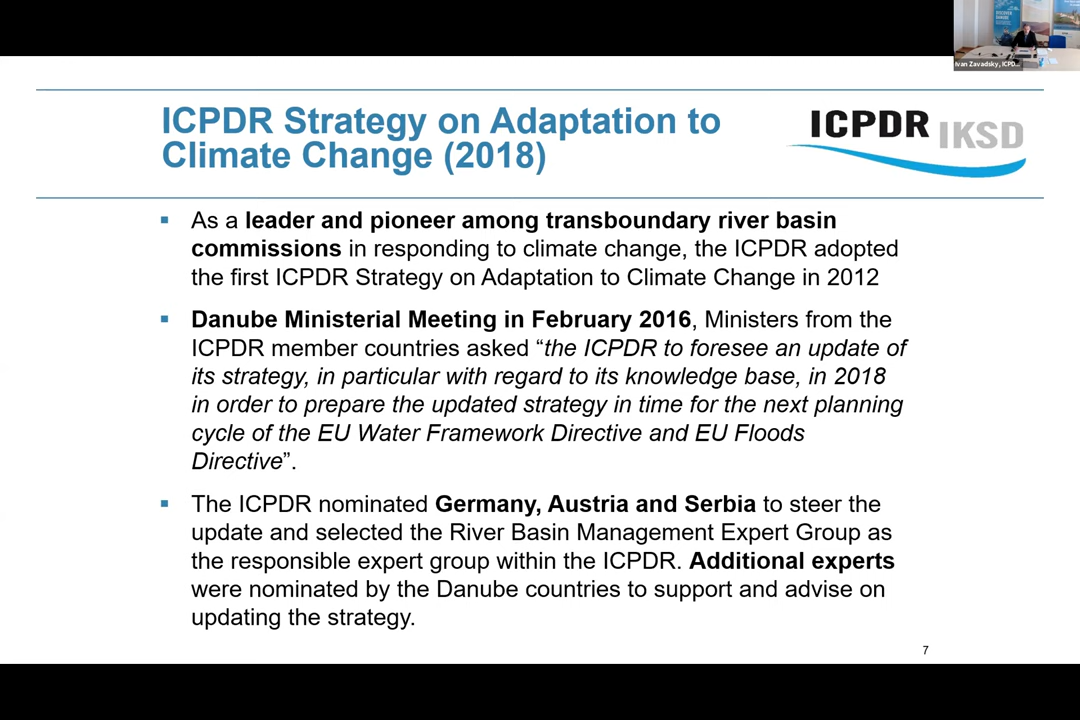 Ivan Zavadsky, ICPD...
ICPDR Strategy on Adaptation to
Climate Change (2018)
ICPDR IKSD
▪ As a leader and pioneer among transboundary river basin
commissions in responding to climate change, the ICPDR adopted
the first ICPDR Strategy on Adaptation to Climate Change in 2012
▪ Danube Ministerial Meeting in February 2016, Ministers from the
ICPDR member countries asked “the ICPDR to foresee an update of
its strategy, in particular with regard to its knowledge base, in 2018
in order to prepare the updated strategy in time for the next planning
cycle of the EU Water Framework Directive and EU Floods
Directive”.
▪ The ICPDR nominated Germany, Austria and Serbia to steer the
update and selected the River Basin Management Expert Group as
the responsible expert group within the ICPDR. Additional experts
were nominated by the Danube countries to support and advise on
updating the strategy.
7